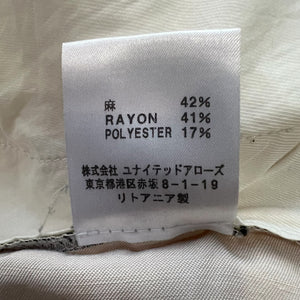 麻 42%
RAYON 41%
POLYESTER 17%
株式会社 ユナイテッドアローズ
東京都港区赤坂8-1-19
リトアニア製